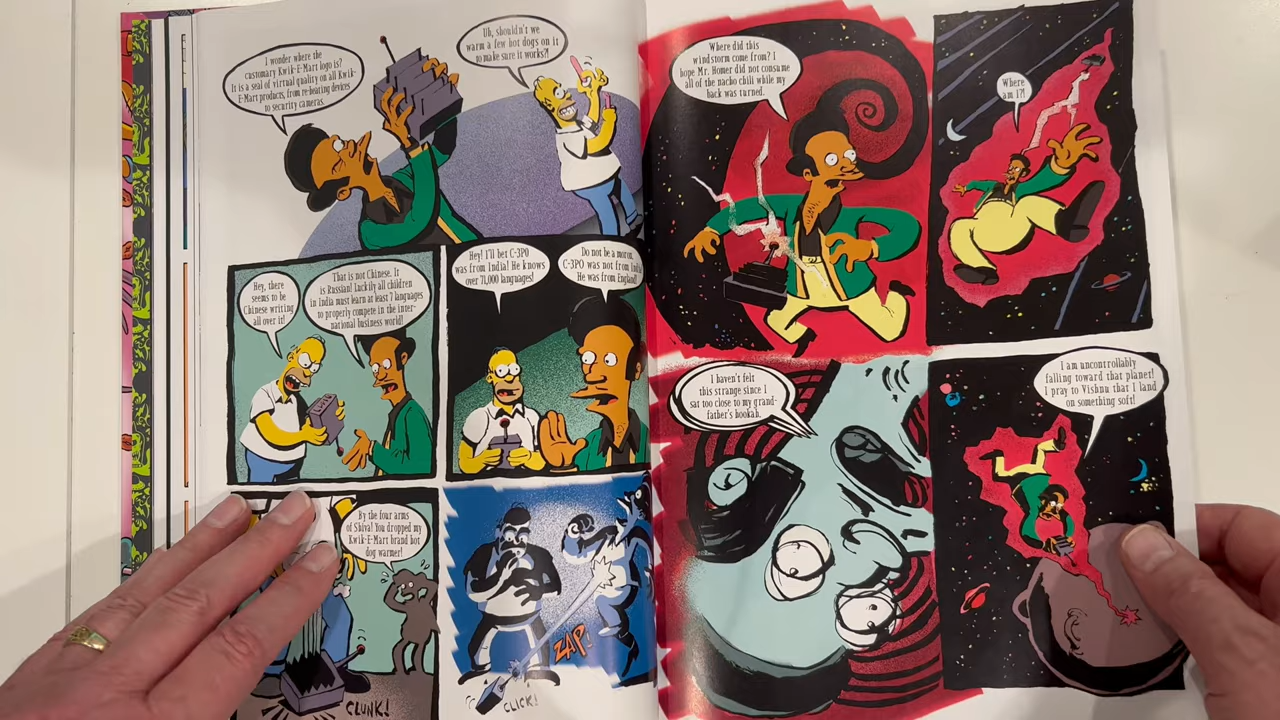 I wonder where the
customary Kwik-E-Mart logo is?
It is a seal of virtual quality on all Kwik-
E-Mart products, from re-beating devices
to security cameras.
Uh, shouldn't we
warm a few hot dogs on it
to make sure it works?!
Hey, there
seems to be
Chinese writing
all over it!
That is not Chinese. It
is Russian! Luckily all children
in India must learn at least 7 languages
to properly compete in the inter-
national business world!
Hey! I'll bet C-3PO
was from India! He knows
over 71,000 languages!
Do not be a moron,
C-3PO was not from India!
He was from England!
By the four arms
of Shiva! You dropped my
Kwik-E-Mart brand hot
dog warmer!
CLUNK!
ZAP!
CLICK!
Where did this
windstorm come from? I
hope Mr. Homer did not consume
all of the nacho chili while my
back was turned.
Where
am I?!
I haven't felt
this strange since I
sat too close to my grand-
father's hookah.
I am uncontrollably
falling toward that planet!
I pray to Vishnu that I land
on something soft!